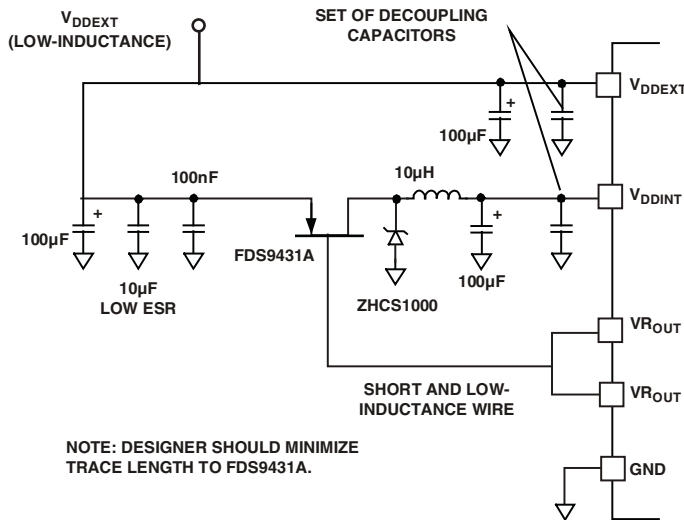 VDDEXT
(LOW-INDUCTANCE)
SET OF DECOUPLING
CAPACITORS
+
100µF
VDDEXT
100nF
10µH
VDDINT
+
100µF
10µF
LOW ESR
FDS9431A
ZHCS1000
+
100µF
VROUT
SHORT AND LOW-
INDUCTANCE WIRE
VROUT
NOTE: DESIGNER SHOULD MINIMIZE
TRACE LENGTH TO FDS9431A.
GND